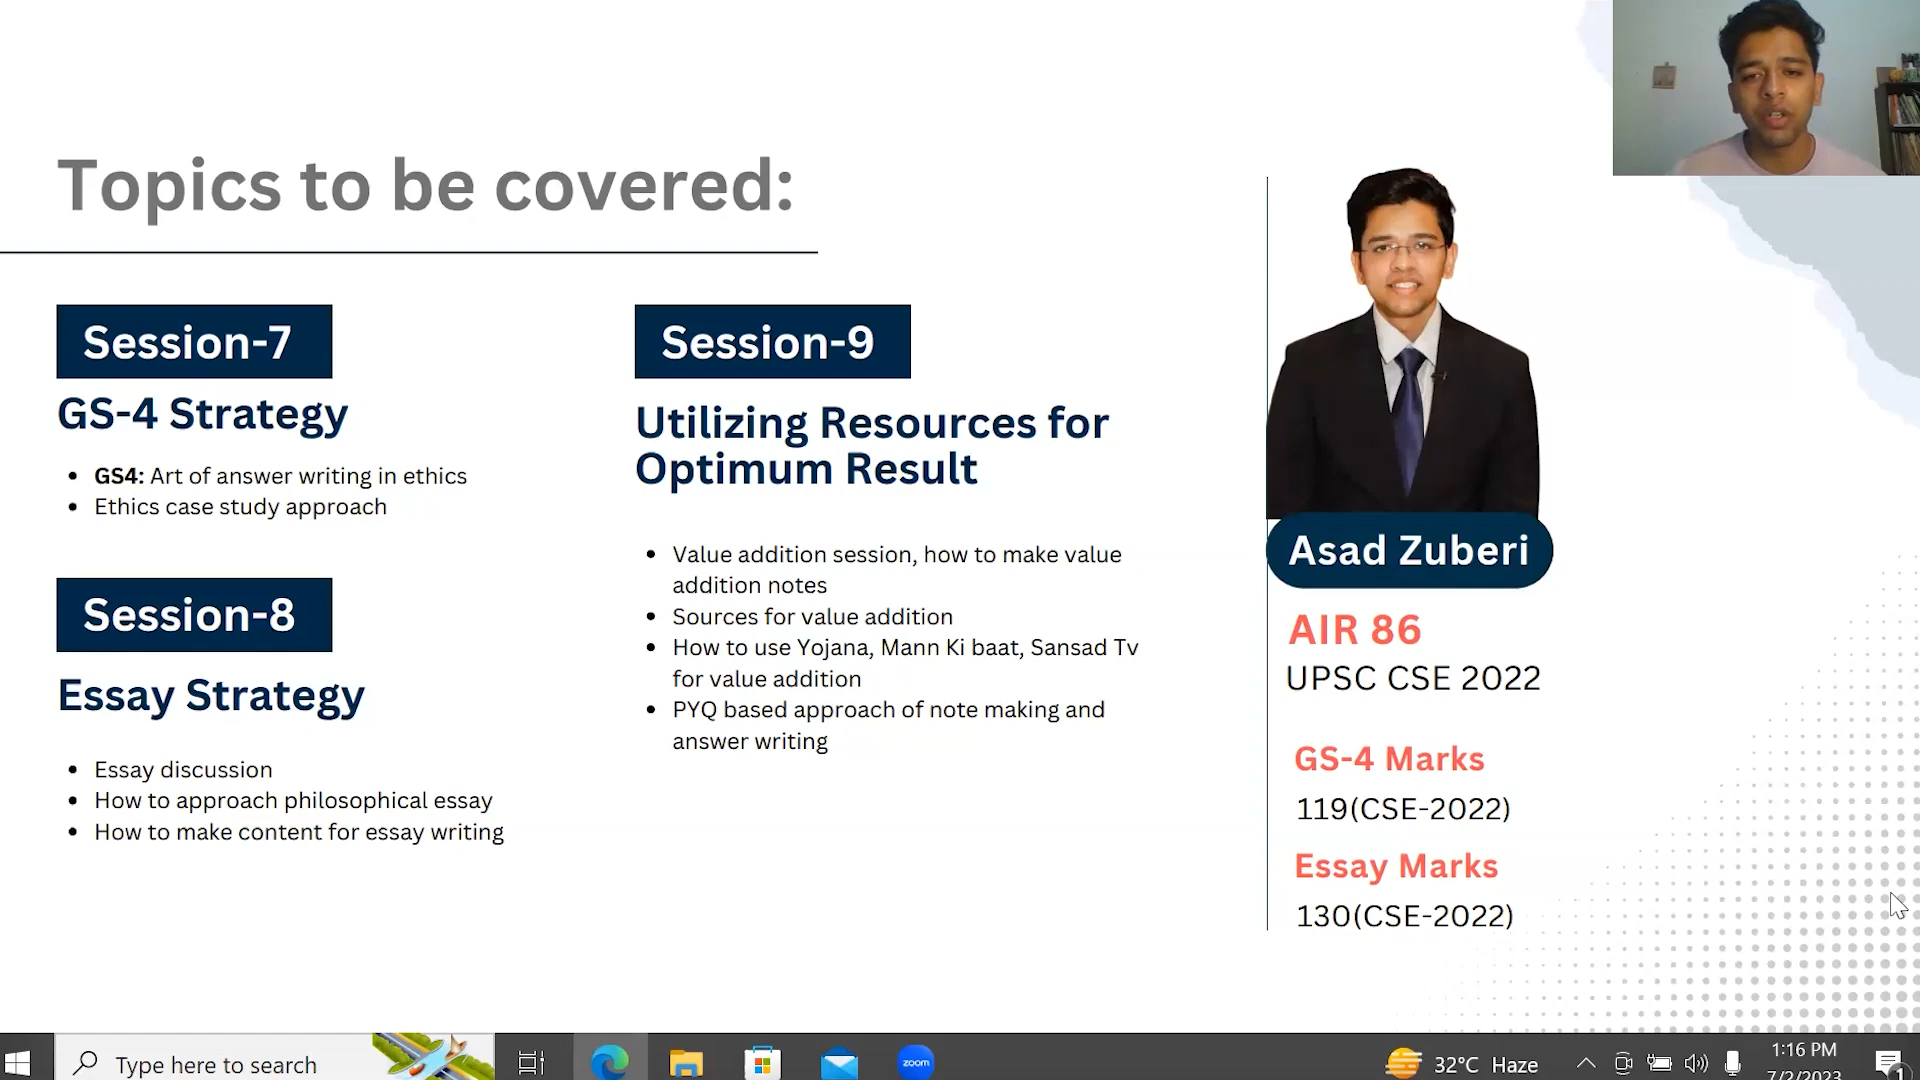 Topics to be covered:
Session-7
GS-4 Strategy
• GS4: Art of answer writing in ethics
• Ethics case study approach
Session-8
Essay Strategy
• Essay discussion
• How to approach philosophical essay
• How to make content for essay writing
Session-9
Utilizing Resources for
Optimum Result
• Value addition session, how to make value
addition notes
• Sources for value addition
• How to use Yojana, Mann Ki baat, Sansad Tv
for value addition
• PYQ based approach of note making and
answer writing
Asad Zuberi
AIR 86
UPSC CSE 2022
GS-4 Marks
119(CSE-2022)
Essay Marks
130(CSE-2022)
Type here to search
zoom
32°C Haze
1:16 PM
7/2/2023
1